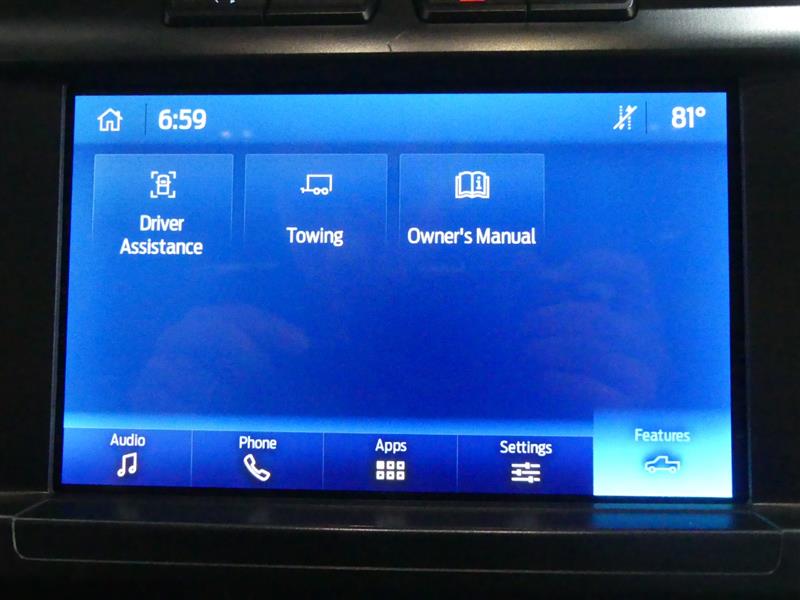 6:59
81°
Driver
Assistance
Towing
Owner's Manual
Audio
Phone
Apps
Settings
Features